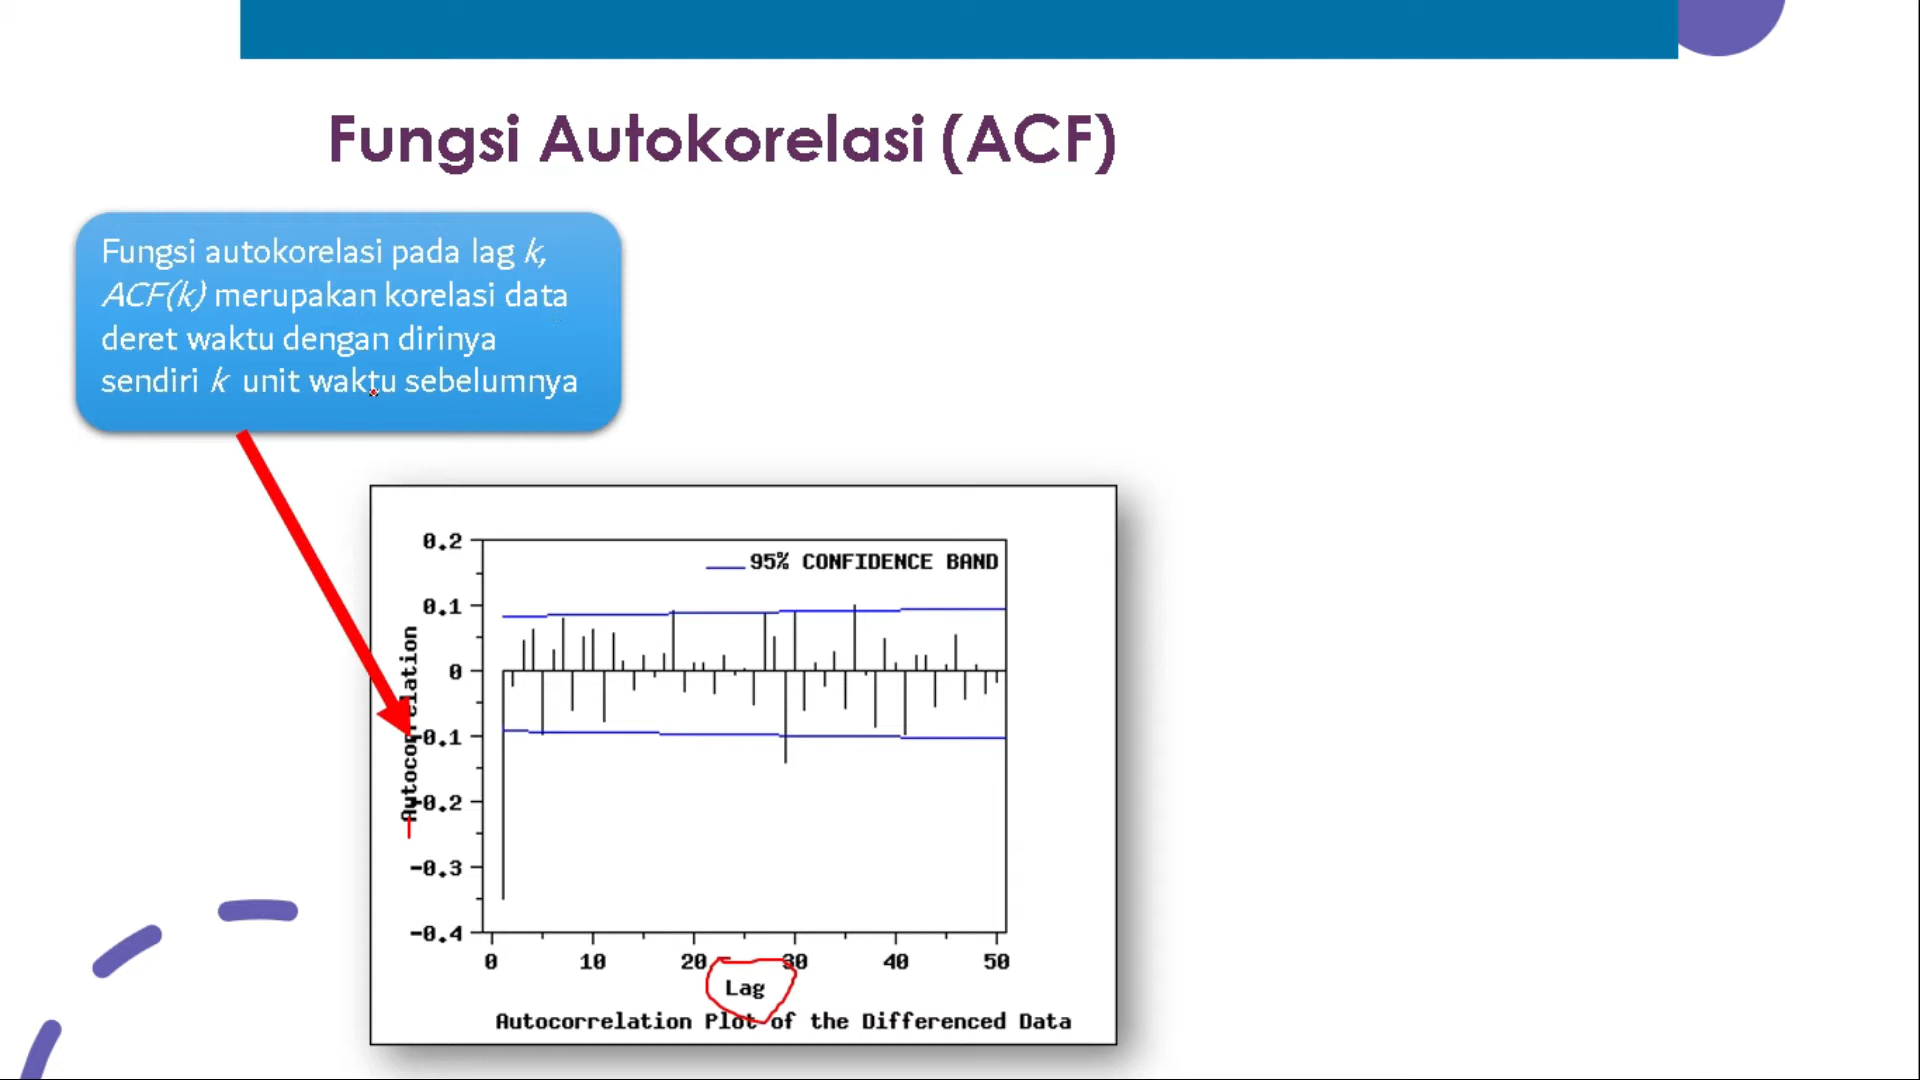 Fungsi Autokorelasi (ACF)
Fungsi autokorelasi pada lag k,
ACF(k) merupakan korelasi data
deret waktu dengan dirinya
sendiri k unit waktu sebelumnya
95% CONFIDENCE BAND
0.2
0.1
0
-0.1
-0.2
-0.3
-0.4
Autocorrelation
0 10 20 30 40 50
Lag
Autocorrelation Plot of the Differenced Data